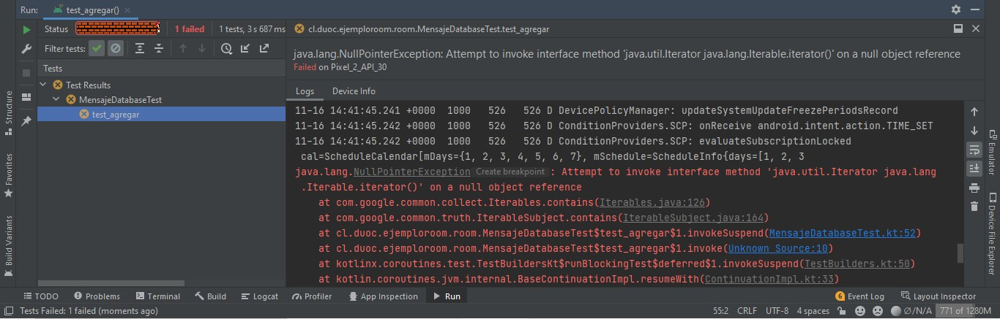 Run: test_agregar()
Status 1 failed 1 tests, 3 s 687 ms cl.duoc.ejemploroom.room.MensajeDatabaseTest.test_agregar
Filter tests:
java.lang.NullPointerException: Attempt to invoke interface method 'java.util.Iterator java.lang.Iterable.iterator()' on a null object reference
Failed on Pixel_2_API_30
Tests
Test Results
MensajeDatabaseTest
test_agregar
Logs Device Info
11-16 14:41:45.241 +0000 1000 526 526 D DevicePolicyManager: updateSystemUpdateFreezePeriodsRecord
11-16 14:41:45.242 +0000 1000 526 526 D ConditionProviders.SCP: onReceive android.intent.action.TIME_SET
11-16 14:41:45.242 +0000 1000 526 526 D ConditionProviders.SCP: evaluateSubscriptionLocked
cal=ScheduleCalendar[mDays={1, 2, 3, 4, 5, 6, 7}, mSchedule=ScheduleInfo{days=[1, 2, 3
java.lang.NullPointerException Create breakpoint : Attempt to invoke interface method 'java.util.Iterator java.lang
.Iterable.iterator()' on a null object reference
at com.google.common.collect.Iterables.contains(Iterables.java:126)
at com.google.common.truth.IterableSubject.contains(IterableSubject.java:164)
at cl.duoc.ejemploroom.room.MensajeDatabaseTest$test_agregar$1.invokeSuspend(MensajeDatabaseTest.kt:52)
at cl.duoc.ejemploroom.room.MensajeDatabaseTest$test_agregar$1.invoke(Unknown Source:10)
at kotlinx.coroutines.test.TestBuildersKt$runBlockingTest$deferred$1.invokeSuspend(TestBuilders.kt:50)
at kotlin.coroutines.jvm.internal.BaseContinuationImpl.resumeWith(ContinuationImpl.kt:33)
Structure
Favorites
Build Variants
Emulator
Device File Explorer
TODO Problems Terminal Build Logcat Profiler App Inspection Run 6 Event Log Layout Inspector
Tests Failed: 1 failed (moments ago) 55:2 CRLF UTF-8 4 spaces ∅/N/A 771 of 1280M